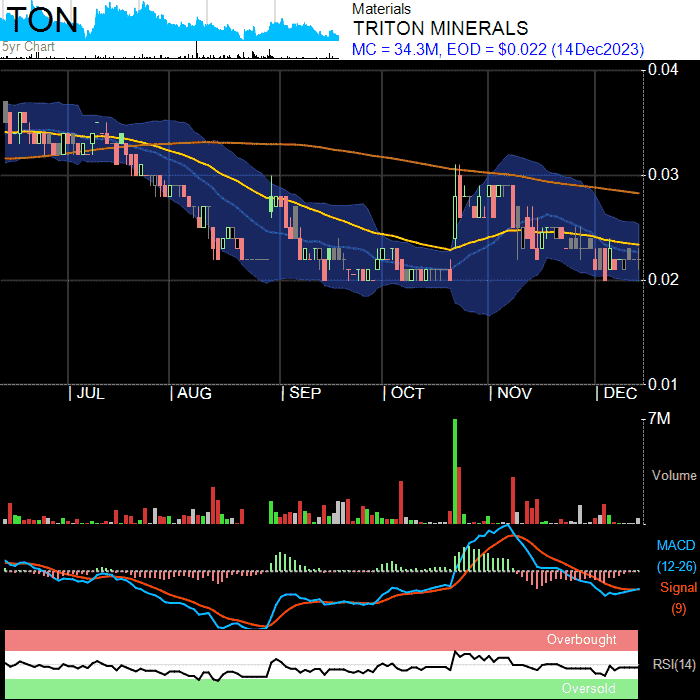 TON
5yr Chart
Materials
TRITON MINERALS
MC = 34.3M, EOD = $0.022 (14Dec2023)
0.04
0.03
0.02
0.01
JUL AUG SEP OCT NOV DEC
7M
Volume
MACD
(12-26)
Signal
(9)
Overbought
RSI(14)
Oversold